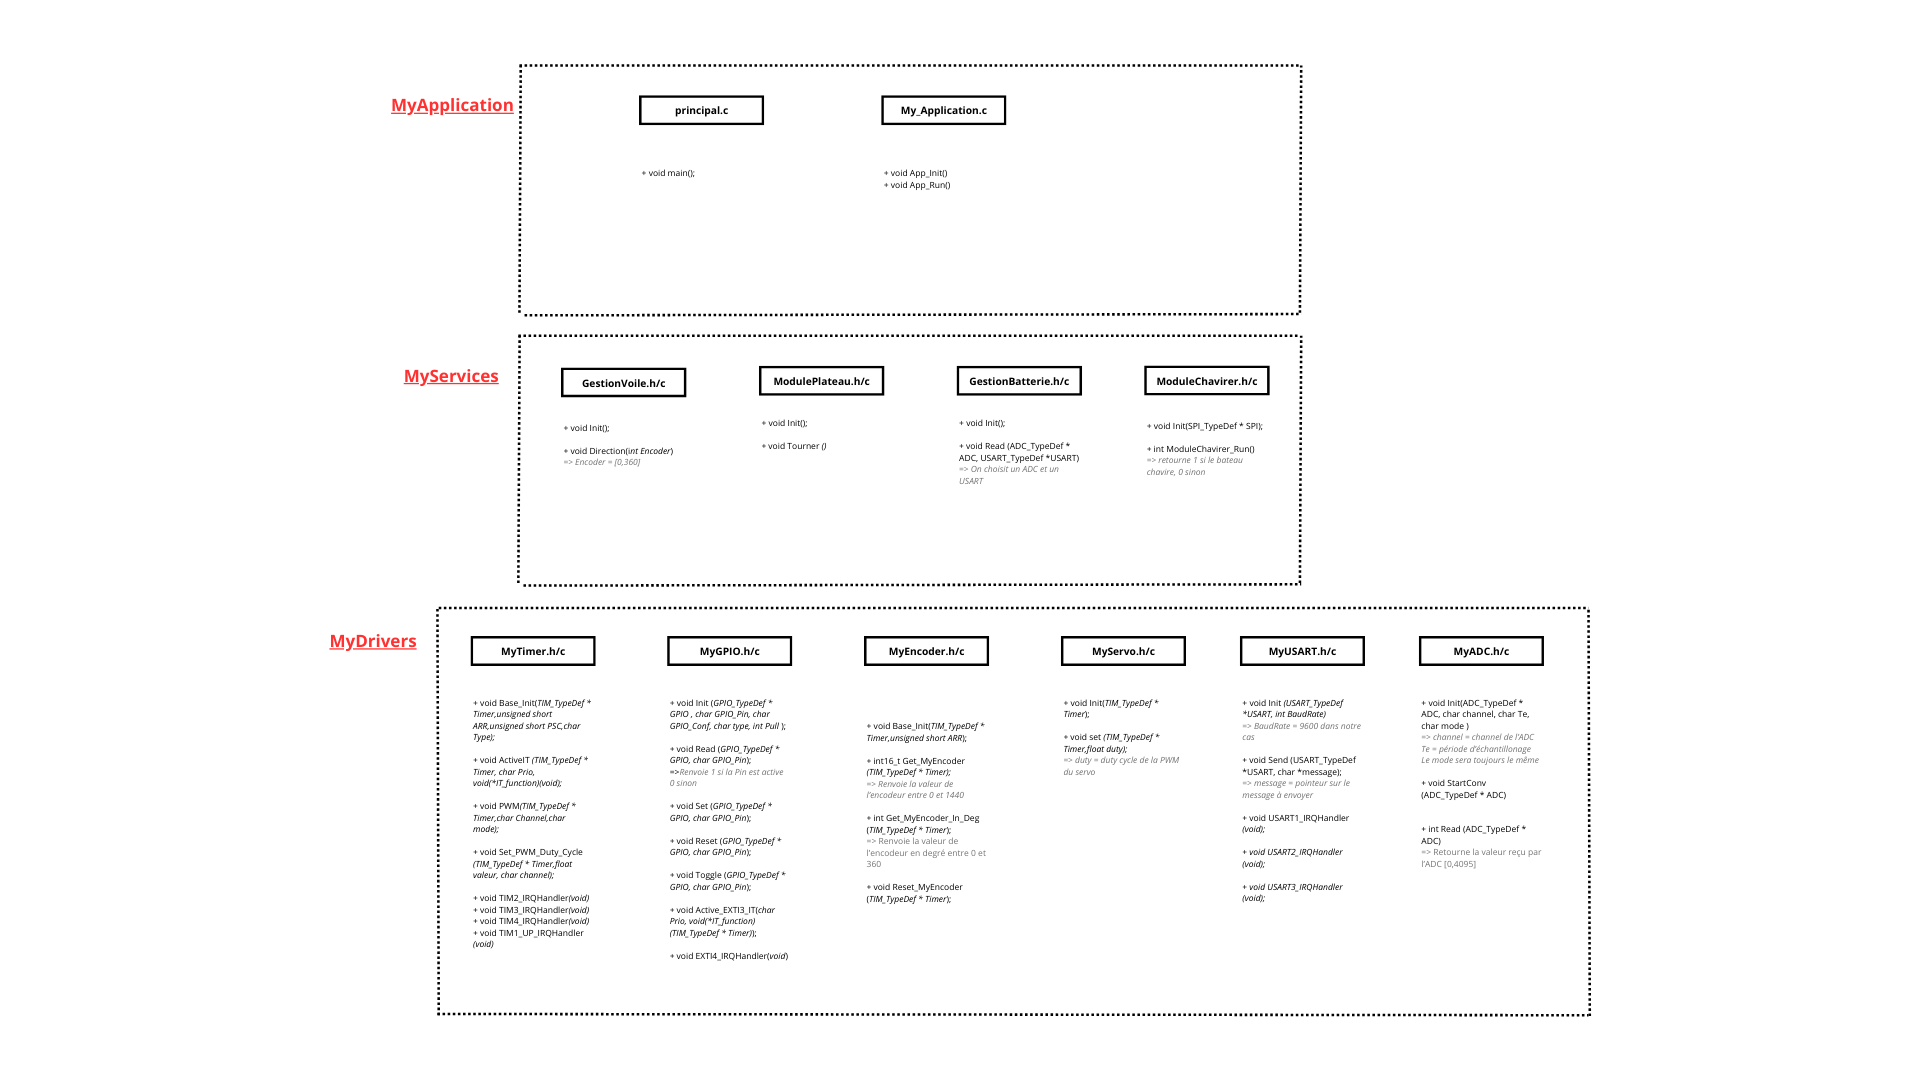 MyApplication
principal.c
My_Application.c
+ void main();
+ void App_Init()
+ void App_Run()
MyServices
GestionVoile.h/c
ModulePlateau.h/c
GestionBatterie.h/c
ModuleChavirer.h/c
+ void Init();
+ void Direction(int Encoder)
=> Encoder = [0,360]
+ void Init();
+ void Tourner ()
+ void Init();
+ void Read (ADC_TypeDef *
ADC, USART_TypeDef *USART)
=> On choisit un ADC et un
USART
+ void Init(SPI_TypeDef * SPI);
+ int ModuleChavirer_Run()
=> retourne 1 si le bateau
chavire, 0 sinon
MyDrivers
MyTimer.h/c
MyGPIO.h/c
MyEncoder.h/c
MyServo.h/c
MyUSART.h/c
MyADC.h/c
+ void Base_Init(TIM_TypeDef *
Timer,unsigned short
ARR,unsigned short PSC,char
Type);
+ void ActiveIT (TIM_TypeDef *
Timer, char Prio,
void(*IT_function)(void);
+ void PWM(TIM_TypeDef *
Timer,char Channel,char
mode);
+ void Set_PWM_Duty_Cycle
(TIM_TypeDef * Timer,float
valeur, char channel);
+ void TIM2_IRQHandler(void)
+ void TIM3_IRQHandler(void)
+ void TIM4_IRQHandler(void)
+ void TIM1_UP_IRQHandler
(void)
+ void Init (GPIO_TypeDef *
GPIO , char GPIO_Pin, char
GPIO_Conf, char type, int Pull );
+ void Read (GPIO_TypeDef *
GPIO, char GPIO_Pin);
=>Renvoie 1 si la Pin est active
0 sinon
+ void Set (GPIO_TypeDef *
GPIO, char GPIO_Pin);
+ void Reset (GPIO_TypeDef *
GPIO, char GPIO_Pin);
+ void Toggle (GPIO_TypeDef *
GPIO, char GPIO_Pin);
+ void Active_EXTI3_IT(char
Prio, void(*IT_function)
(TIM_TypeDef * Timer));
+ void EXTI4_IRQHandler(void)
+ void Base_Init(TIM_TypeDef *
Timer,unsigned short ARR);
+ int16_t Get_MyEncoder
(TIM_TypeDef * Timer);
=> Renvoie la valeur de
l'encodeur entre 0 et 1440
+ int Get_MyEncoder_In_Deg
(TIM_TypeDef * Timer);
=> Renvoie la valeur de
l'encodeur en degré entre 0 et
360
+ void Reset_MyEncoder
(TIM_TypeDef * Timer);
+ void Init(TIM_TypeDef *
Timer);
+ void set (TIM_TypeDef *
Timer,float duty);
=> duty = duty cycle de la PWM
du servo
+ void Init (USART_TypeDef
*USART, int BaudRate)
=> BaudRate = 9600 dans notre
cas
+ void Send (USART_TypeDef
*USART, char *message);
=> message = pointeur sur le
message à envoyer
+ void USART1_IRQHandler
(void);
+ void USART2_IRQHandler
(void);
+ void USART3_IRQHandler
(void);
+ void Init(ADC_TypeDef *
ADC, char channel, char Te,
char mode )
=> channel = channel de l'ADC
Te = période d'échantillonage
Le mode sera toujours le même
+ void StartConv
(ADC_TypeDef * ADC)
+ int Read (ADC_TypeDef *
ADC)
=> Retourne la valeur reçu par
l'ADC [0,4095]